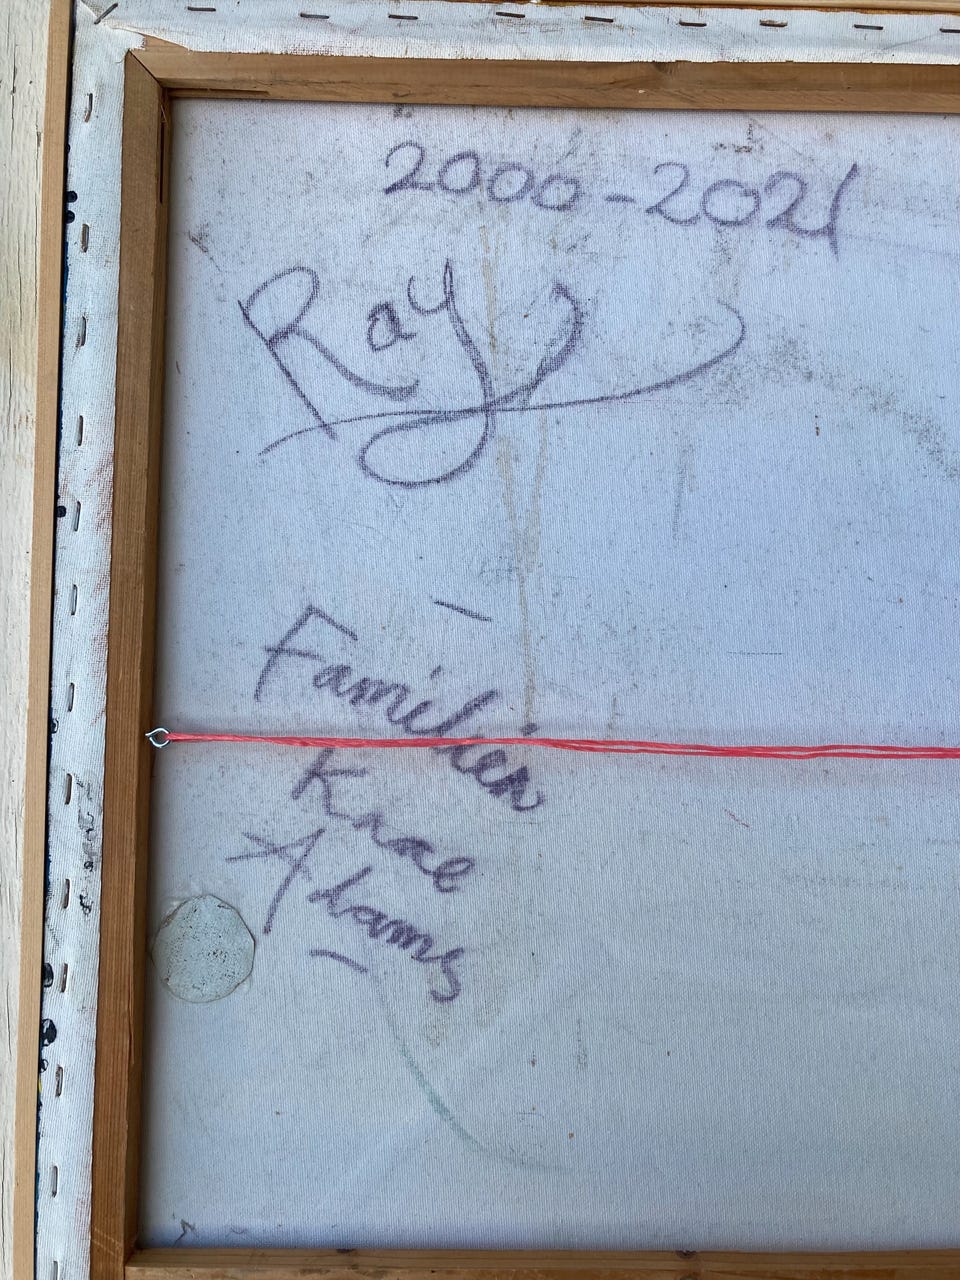 2000-2021
Ray
Familien
Knae
Adams